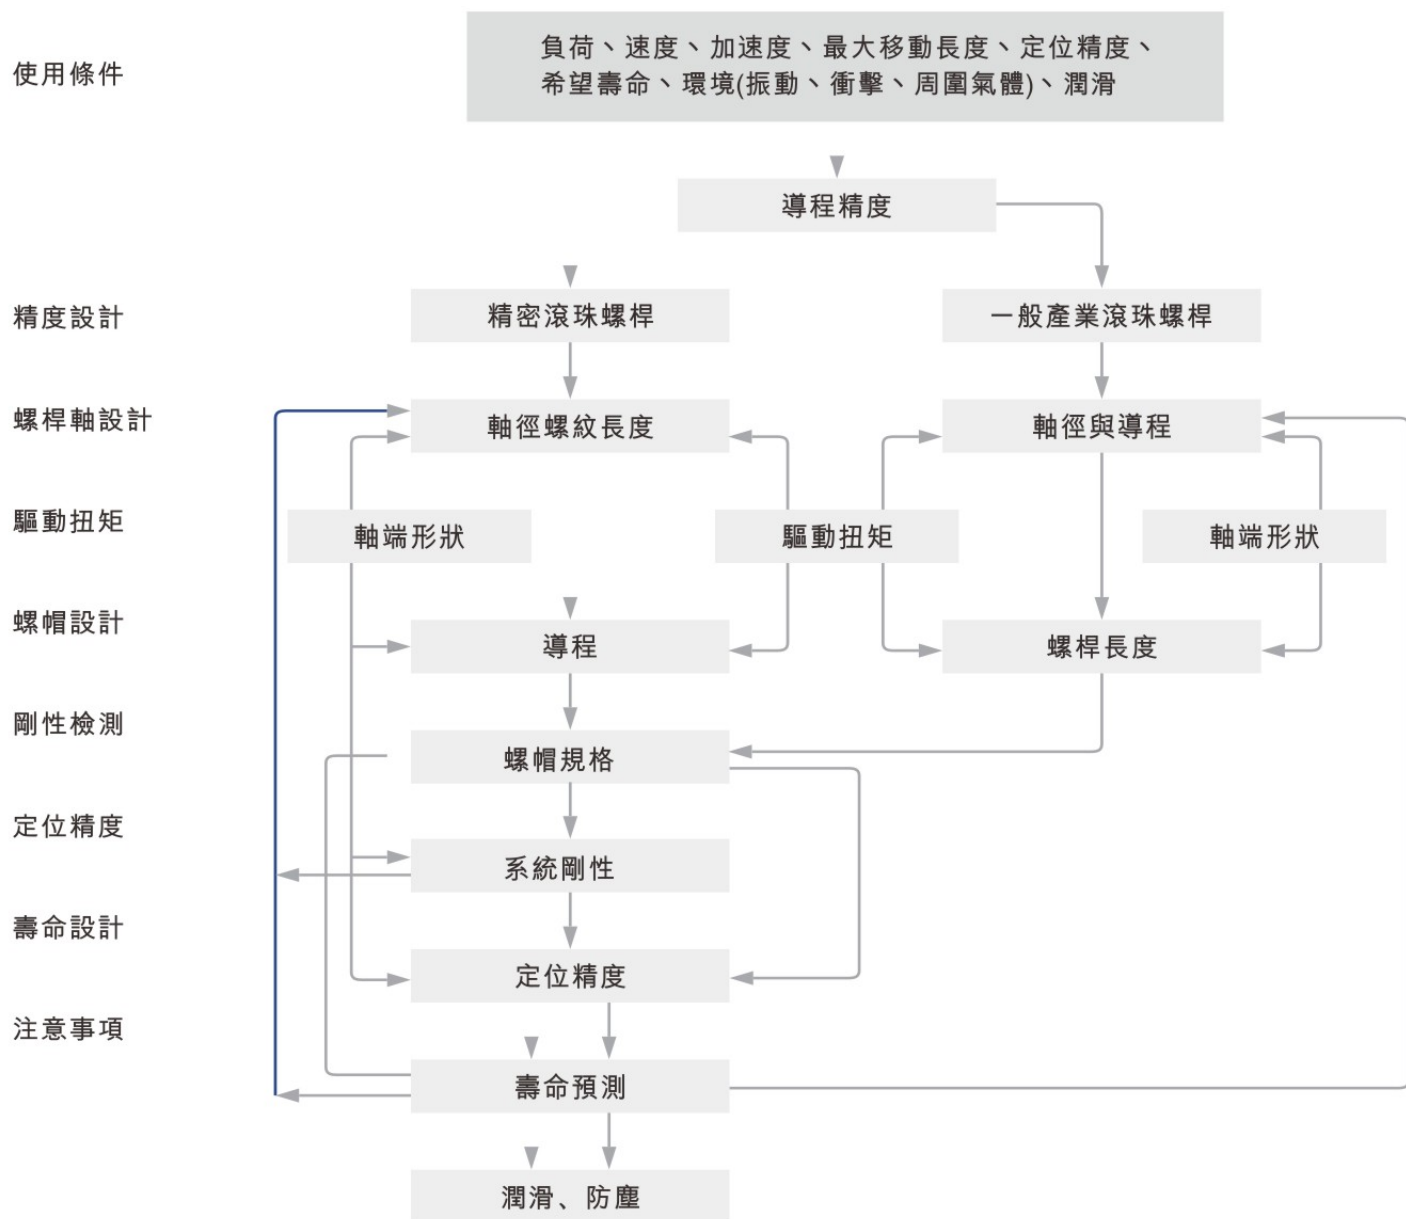 使用條件
負荷、速度、加速度、最大移動長度、定位精度、
希望壽命、環境(振動、衝擊、周圍氣體)、潤滑
導程精度
精度設計
精密滾珠螺桿
一般產業滾珠螺桿
螺桿軸設計
軸徑螺紋長度
軸徑與導程
驅動扭矩
軸端形狀
驅動扭矩
軸端形狀
螺帽設計
導程
螺桿長度
剛性檢測
螺帽規格
定位精度
系統剛性
壽命設計
定位精度
注意事項
壽命預測
潤滑、防塵